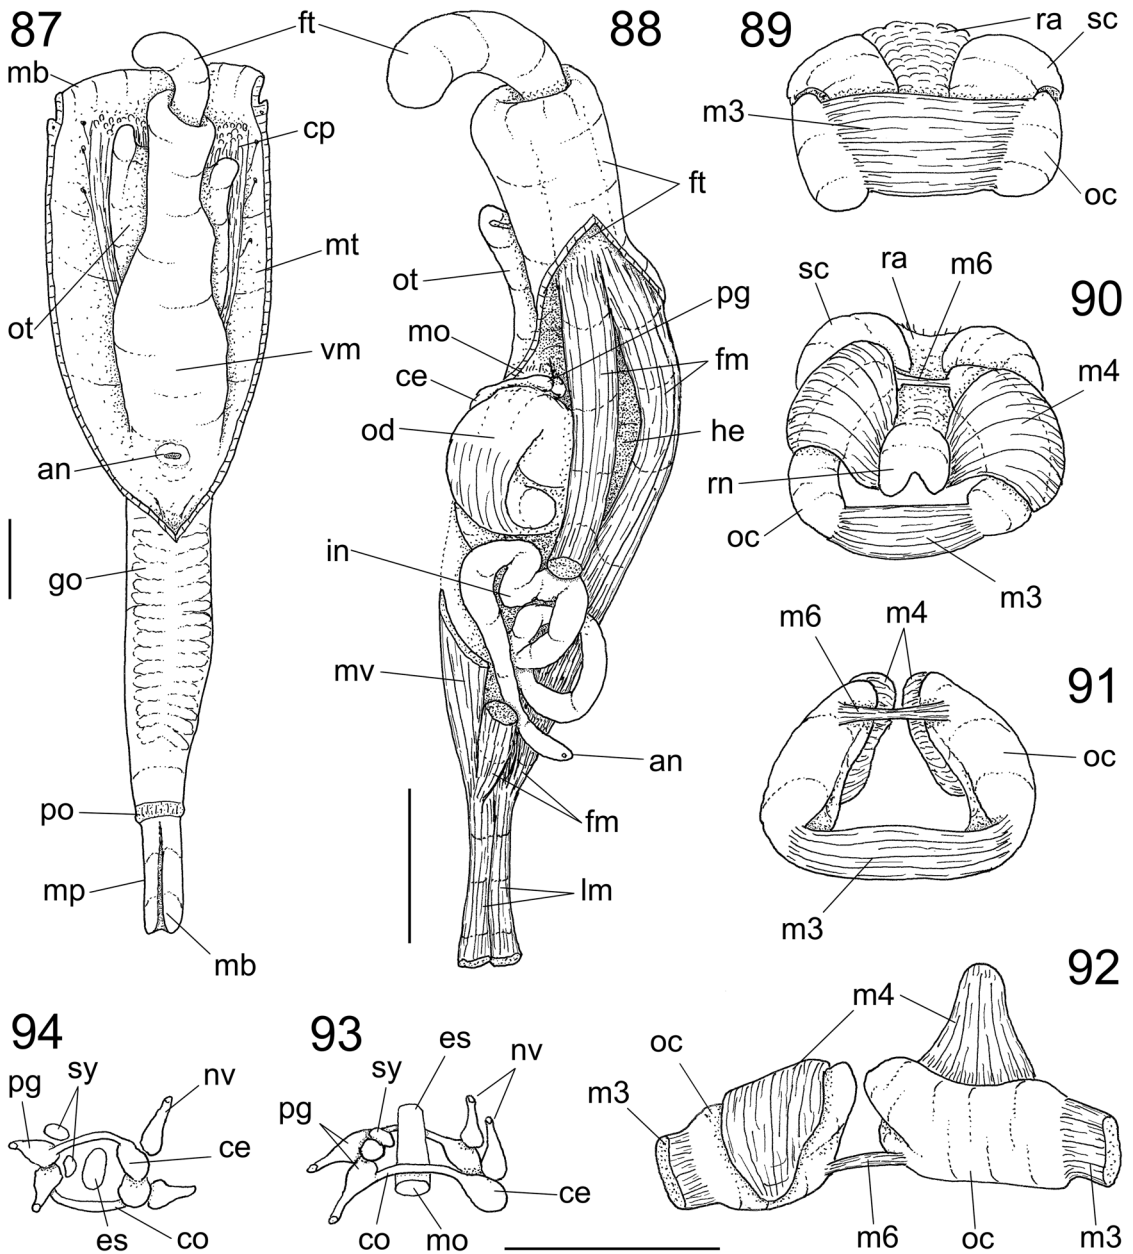 87
ft
mb
cp
mt
ot
vm
an
go
po
mp
mb
88
ft
ot
pg
mo
fm
ce
od
he
in
mv
an
fm
lm
89
ra
sc
m3
oc
90
sc
ra
m6
m4
rn
oc
m3
91
m6
m4
oc
m3
92
m4
oc
m3
m6
oc
m3
94
sy
pg
nv
ce
es
co
93
es
nv
sy
pg
ce
co
mo